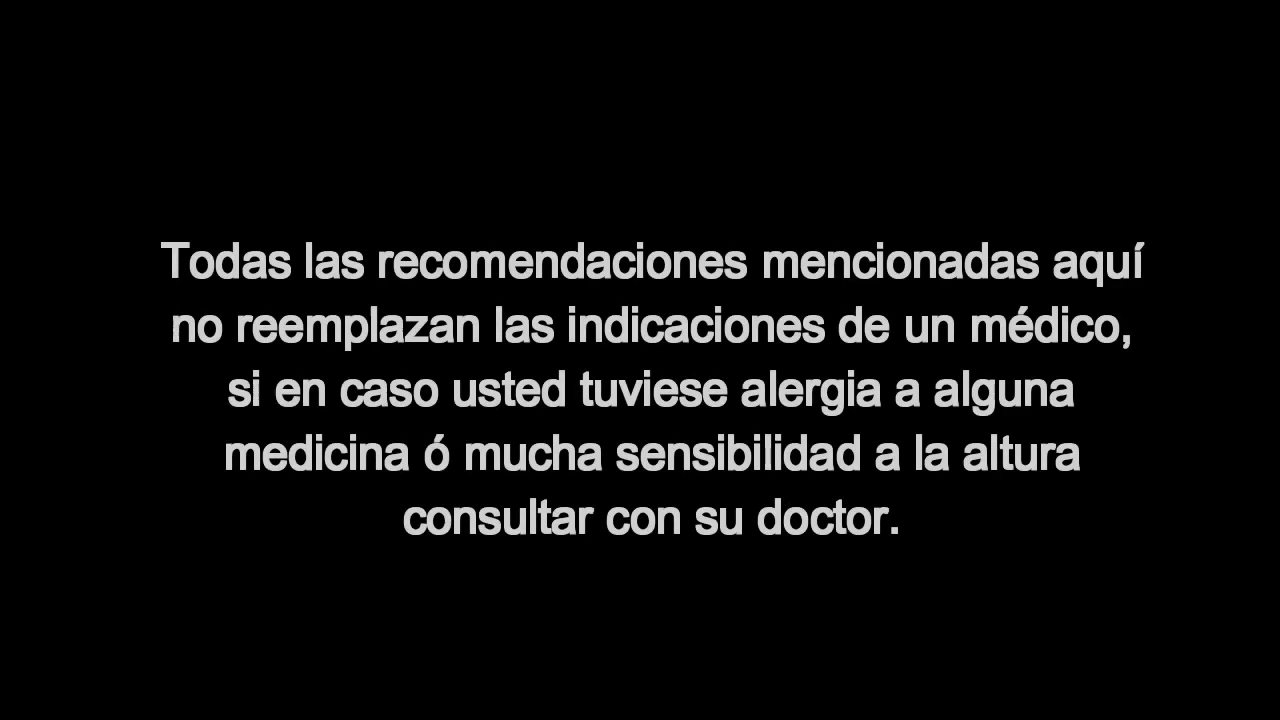 Todas las recomendaciones mencionadas aquí
no reemplazan las indicaciones de un médico,
si en caso usted tuviese alergia a alguna
medicina ó mucha sensibilidad a la altura
consultar con su doctor.